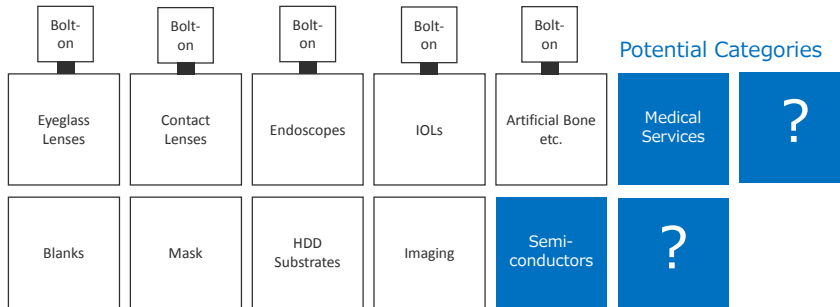 Bolt-
on
Bolt-
on
Bolt-
on
Bolt-
on
Bolt-
on
Potential Categories
Eyeglass
Lenses
Contact
Lenses
Endoscopes
IOLs
Artificial Bone
etc.
Medical
Services
?
Blanks
Mask
HDD
Substrates
Imaging
Semi-
conductors
?